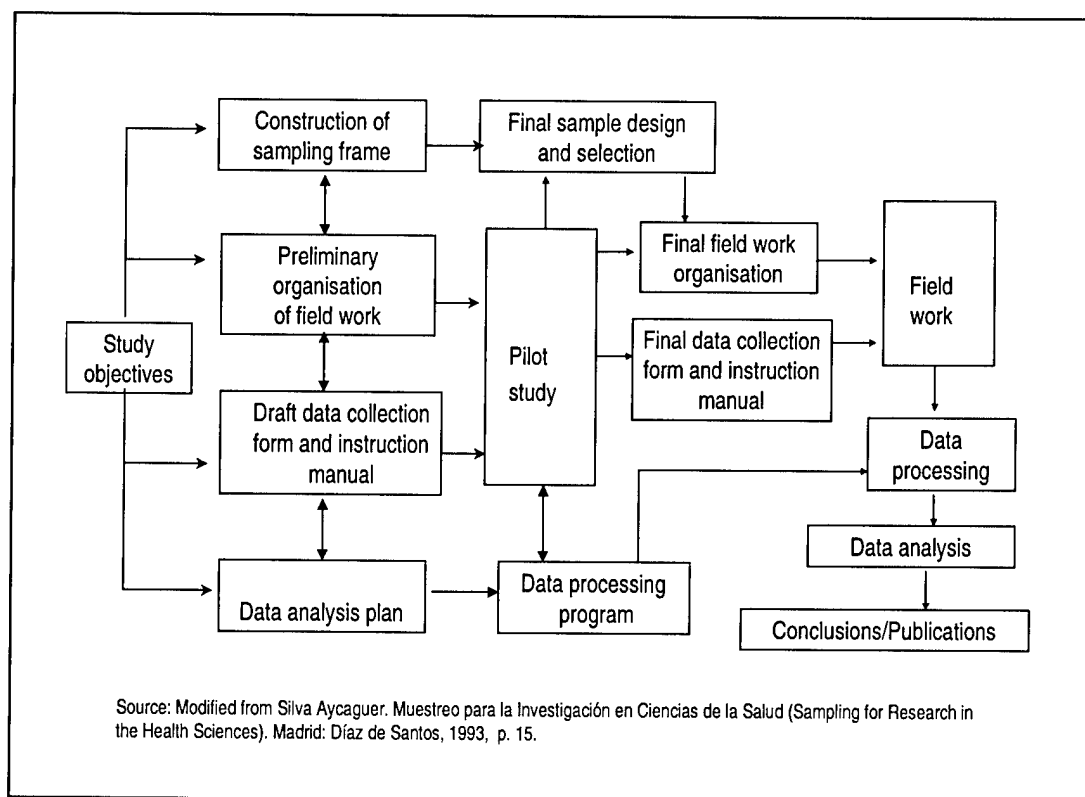 Construction of
sampling frame
Final sample design
and selection
Preliminary
organisation
of field work
Final field work
organisation
Field
work
Study
objectives
Pilot
study
Final data collection
form and instruction
manual
Draft data collection
form and instruction
manual
Data
processing
Data analysis plan
Data processing
program
Data analysis
Conclusions/Publications
Source: Modified from Silva Aycaguer. Muestreo para la Investigación en Ciencias de la Salud (Sampling for Research in
the Health Sciences). Madrid: Díaz de Santos, 1993, p. 15.